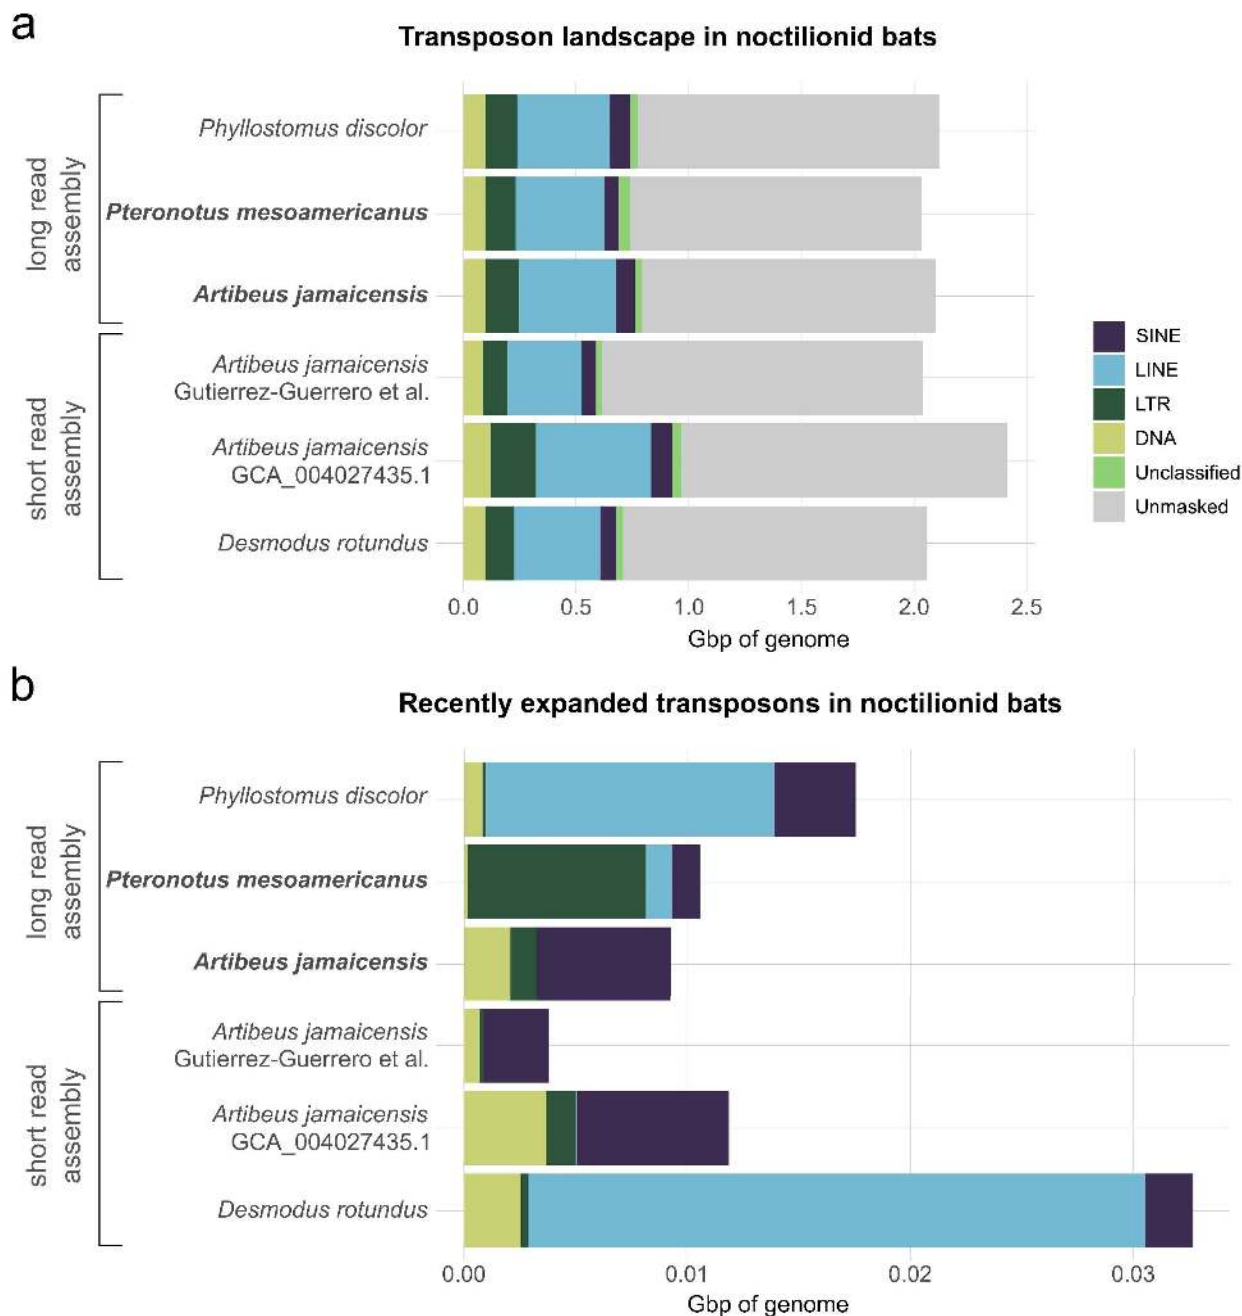 a
Transposon landscape in noctilionid bats
long read
assembly
short read
assembly
Phyllostomus discolor
Pteronotus mesoamericanus
Artibeus jamaicensis
Artibeus jamaicensis
Gutierrez-Guerrero et al.
Artibeus jamaicensis
GCA_004027435.1
Desmodus rotundus
0.0 0.5 1.0 1.5 2.0 2.5
Gbp of genome
SINE
LINE
LTR
DNA
Unclassified
Unmasked
b
Recently expanded transposons in noctilionid bats
long read
assembly
short read
assembly
Phyllostomus discolor
Pteronotus mesoamericanus
Artibeus jamaicensis
Artibeus jamaicensis
Gutierrez-Guerrero et al.
Artibeus jamaicensis
GCA_004027435.1
Desmodus rotundus
0.00 0.01 0.02 0.03
Gbp of genome